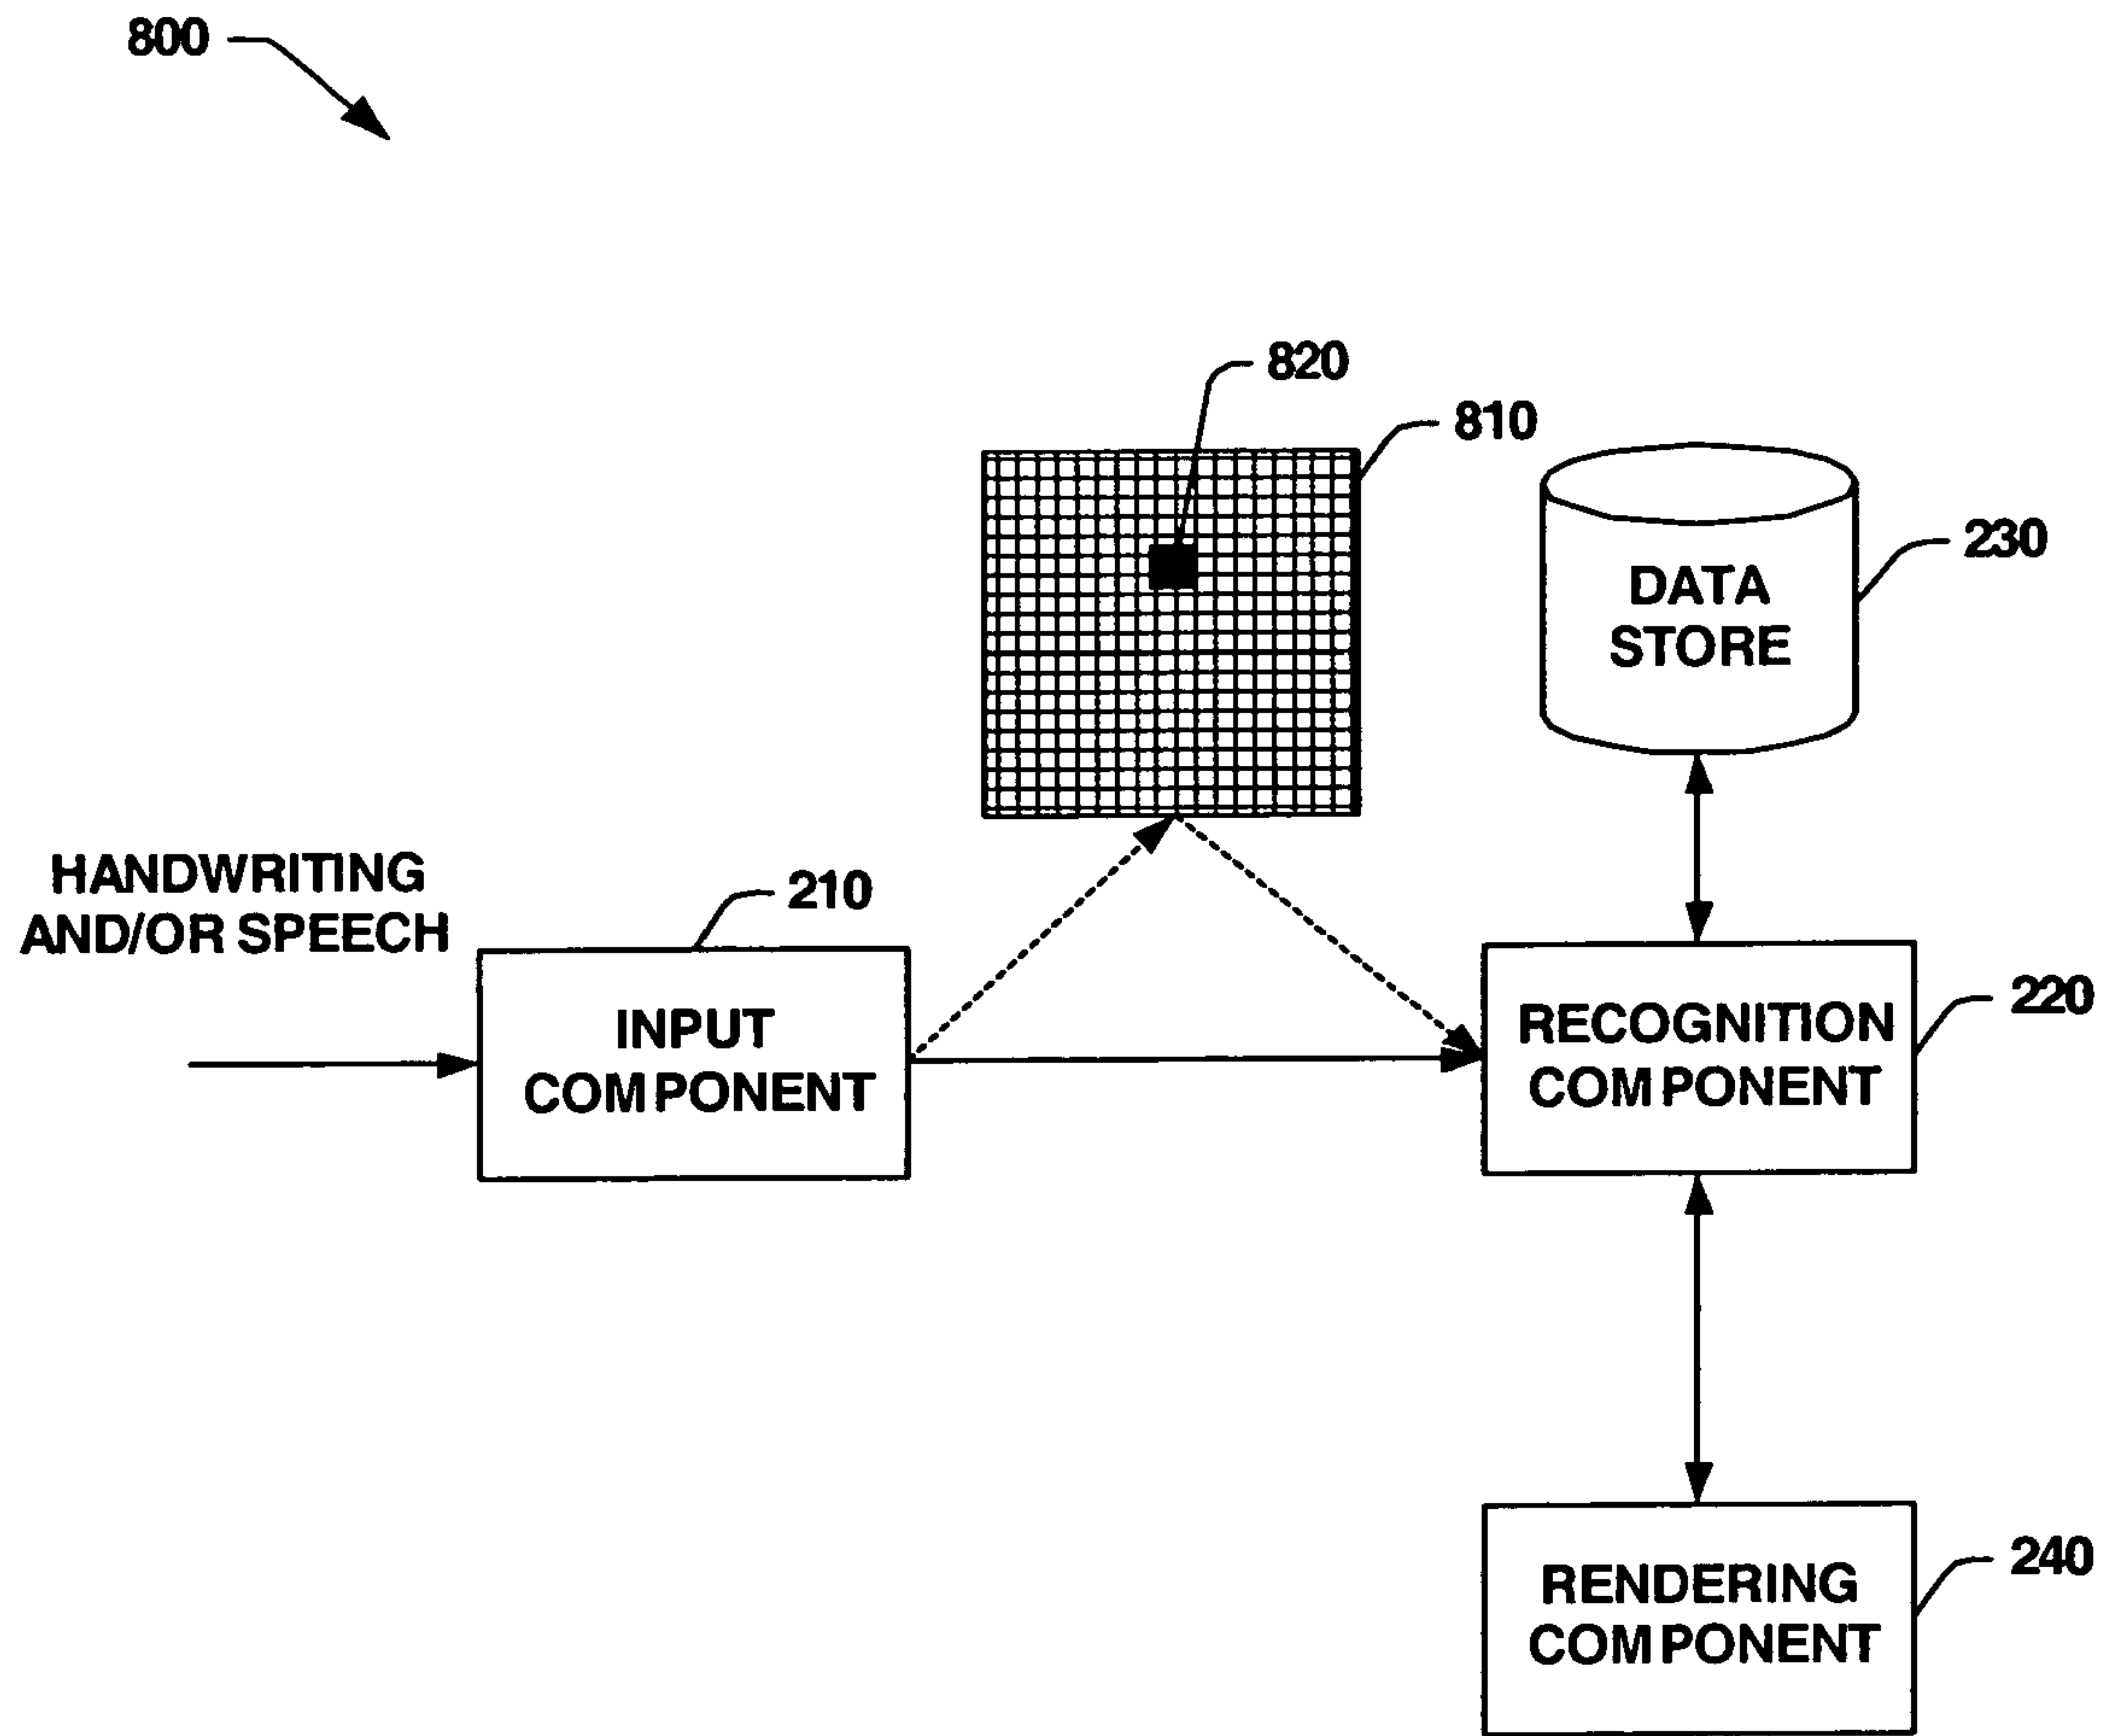 800
820
810
DATA
STORE
230
HANDWRITING
AND/OR SPEECH
210
INPUT
COMPONENT
RECOGNITION
COMPONENT
220
RENDERING
COMPONENT
240